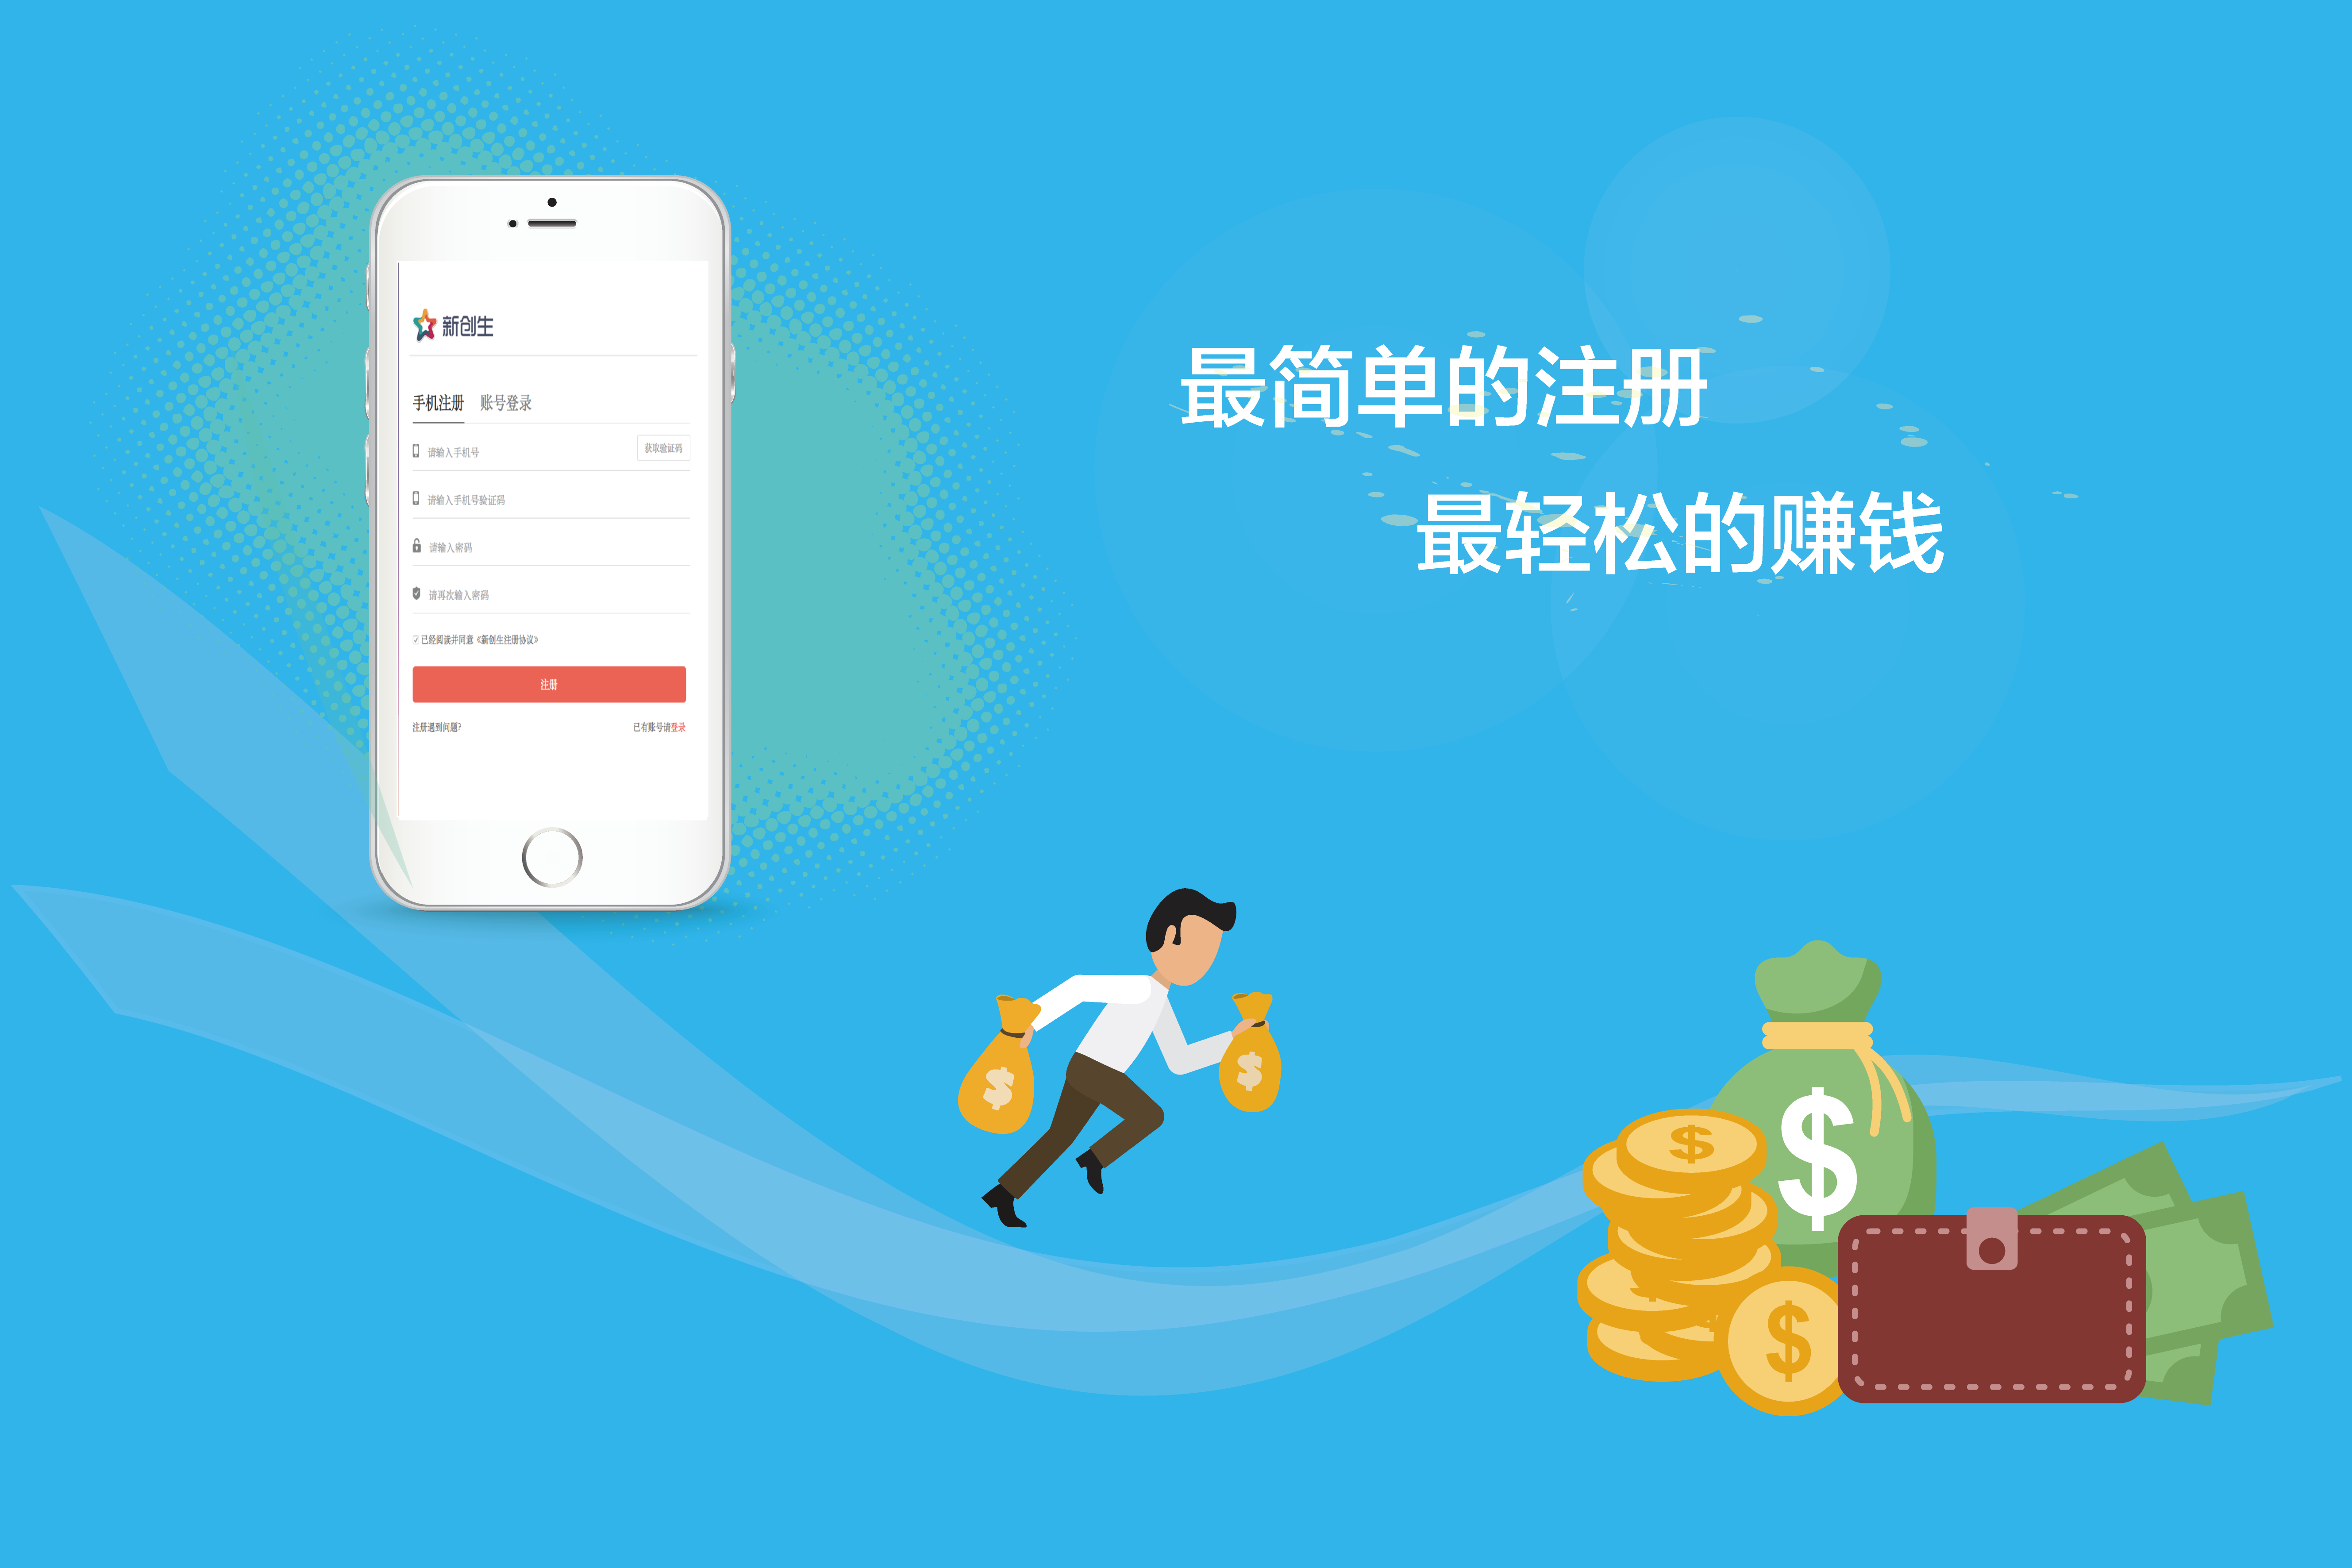 新创生
手机注册 账号登录
请输入手机号 获取验证码
请输入手机号验证码
请输入密码
请再次输入密码
已经阅读并同意《新创生注册协议》
注册
注册遇到问题? 已有账号请登录
最简单的注册
最轻松的赚钱
$
$
$
$
$